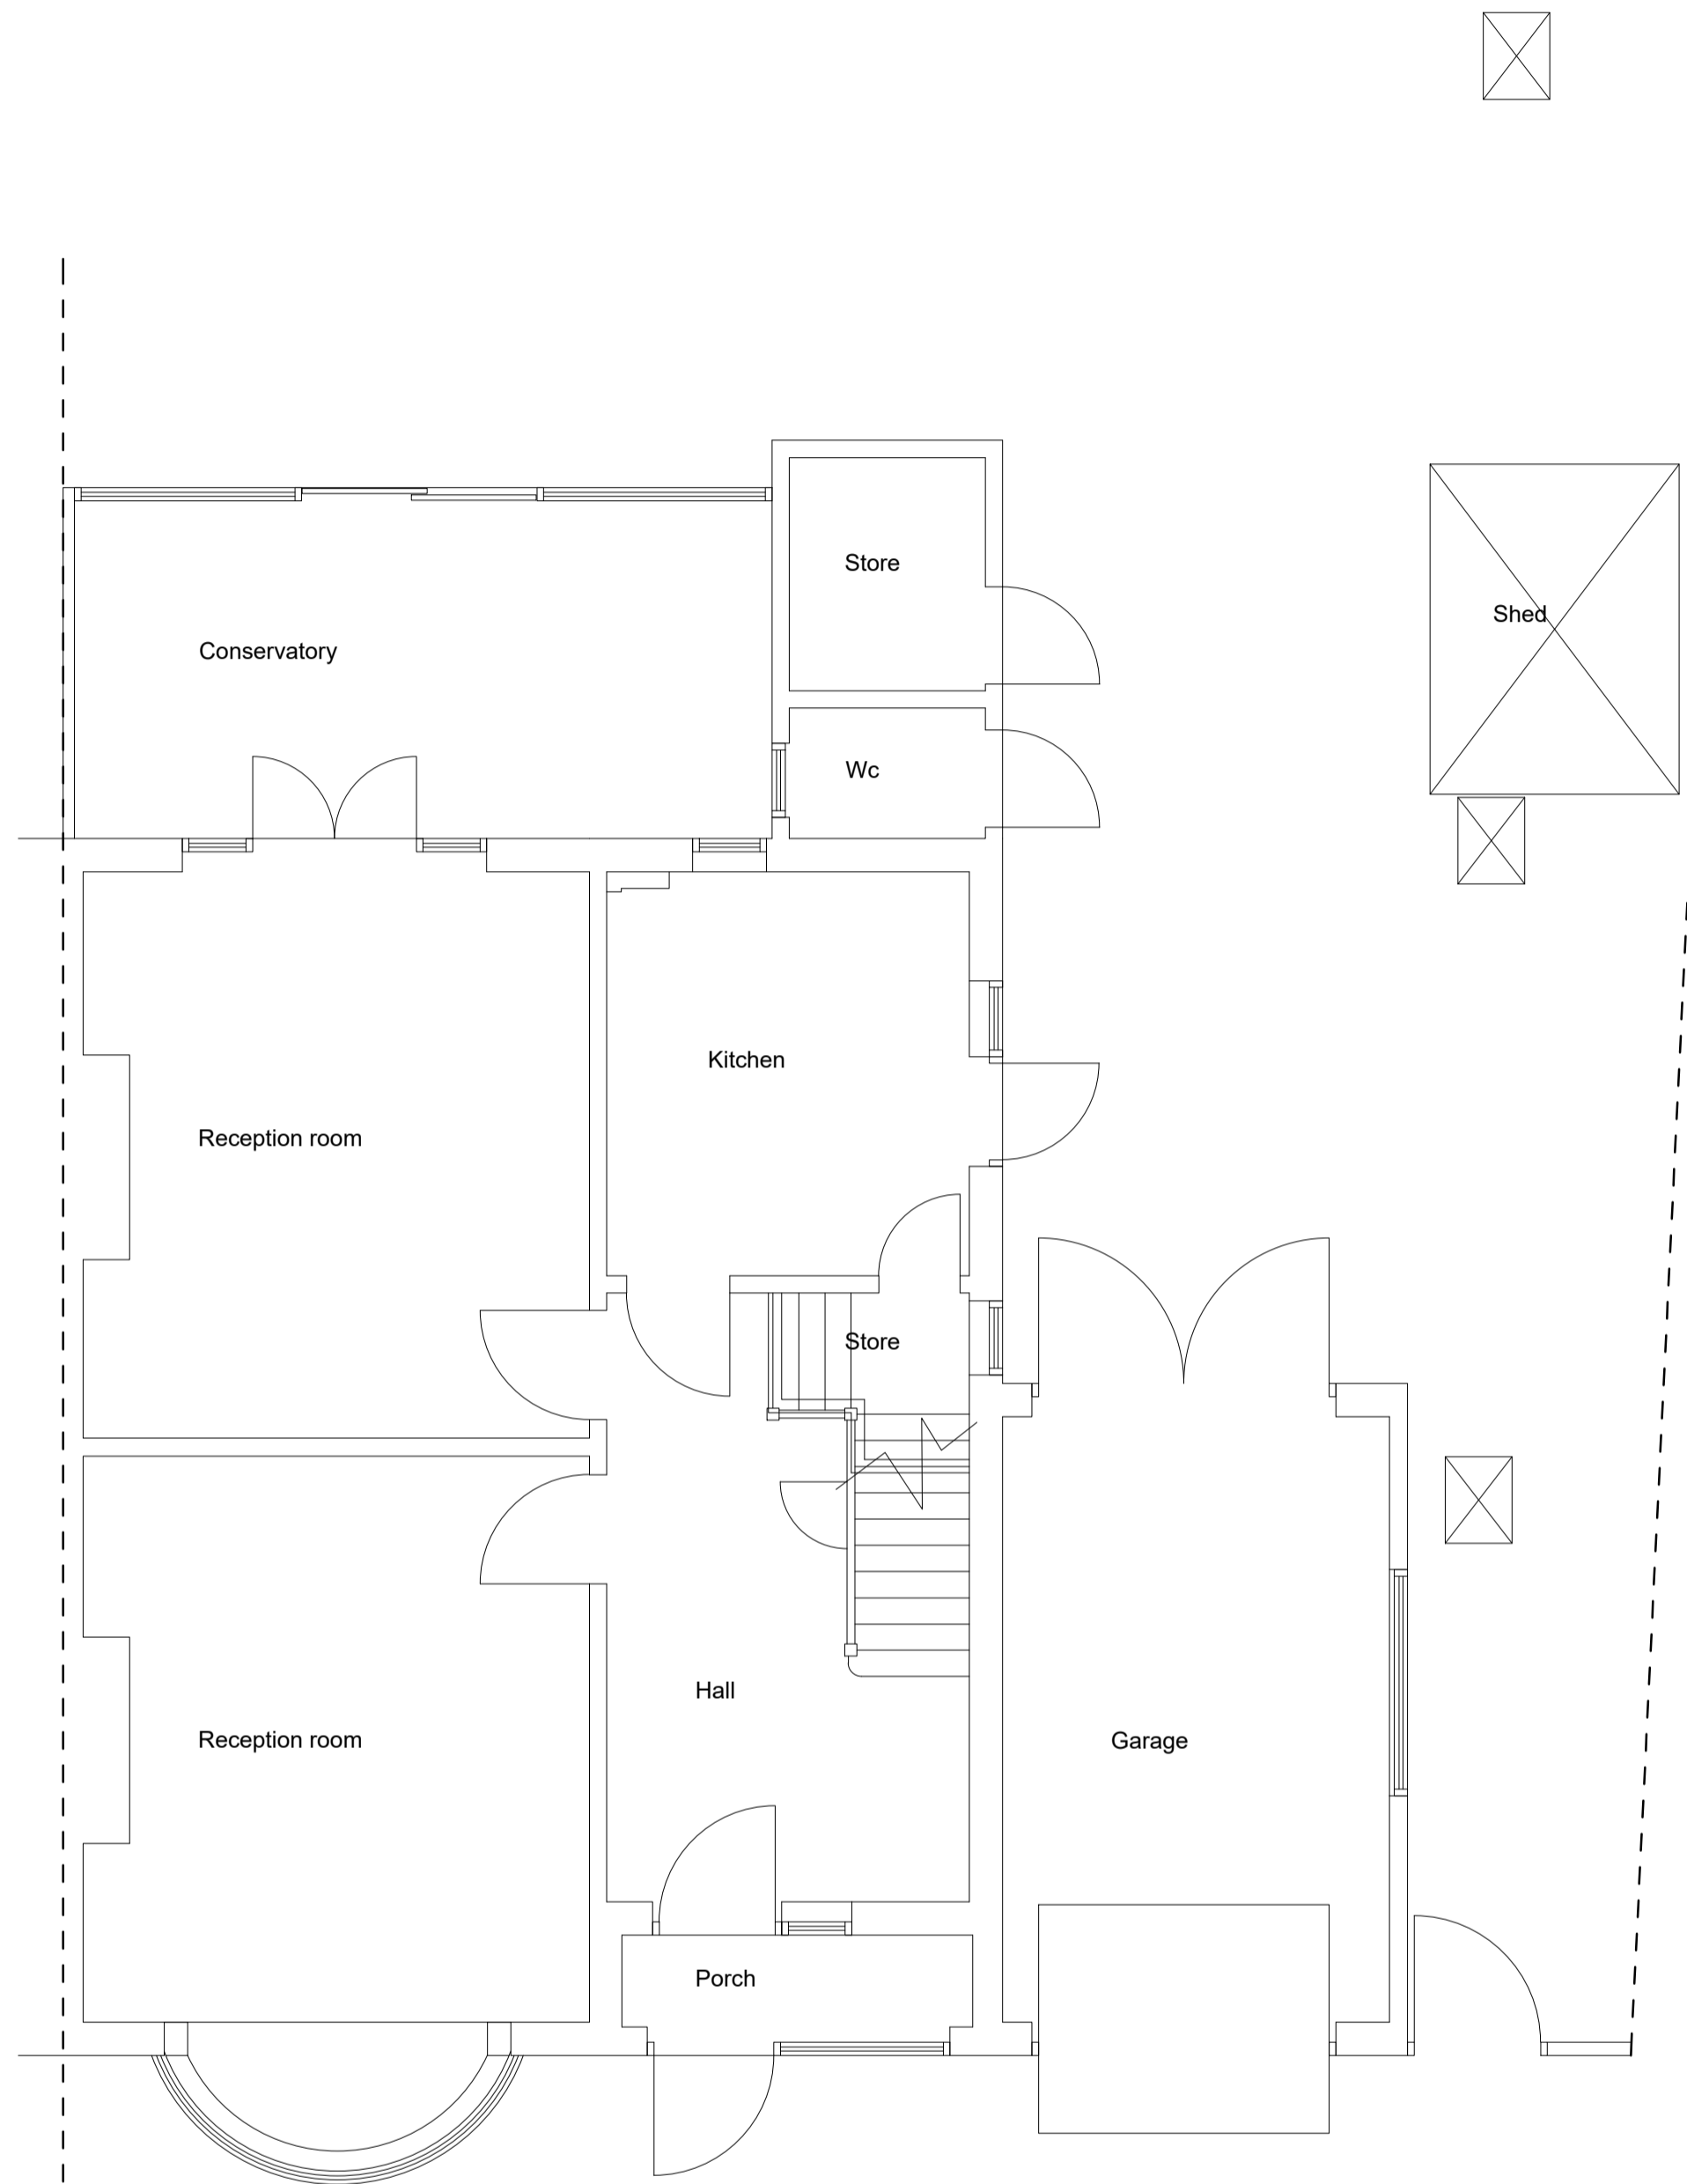 Store
Shed
Conservatory
Wc
Kitchen
Reception room
Store
Hall
Reception room
Garage
Porch